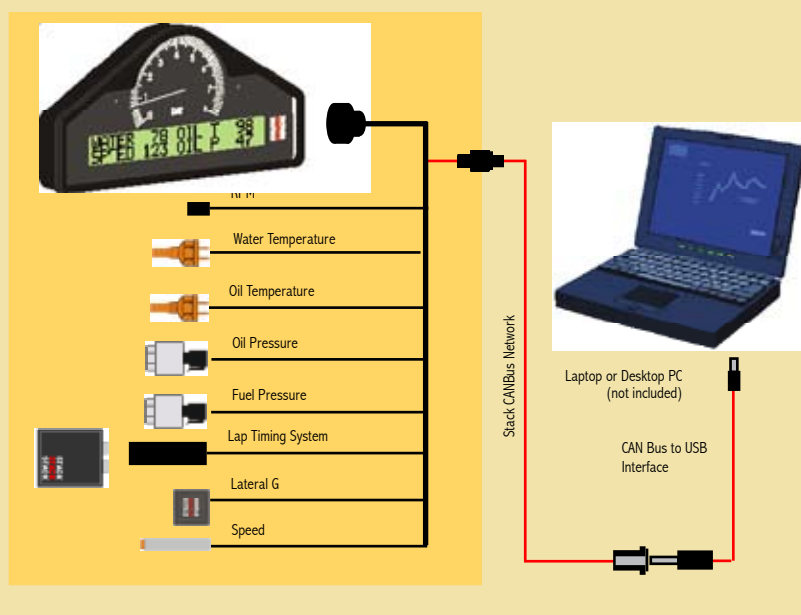 WATER 78 OIL T 98
SPEED 123 OIL P 47
RPM
Water Temperature
Oil Temperature
Oil Pressure
Fuel Pressure
Lap Timing System
Lateral G
Speed
Stack CANBus Network
Laptop or Desktop PC
(not included)
CAN Bus to USB
Interface